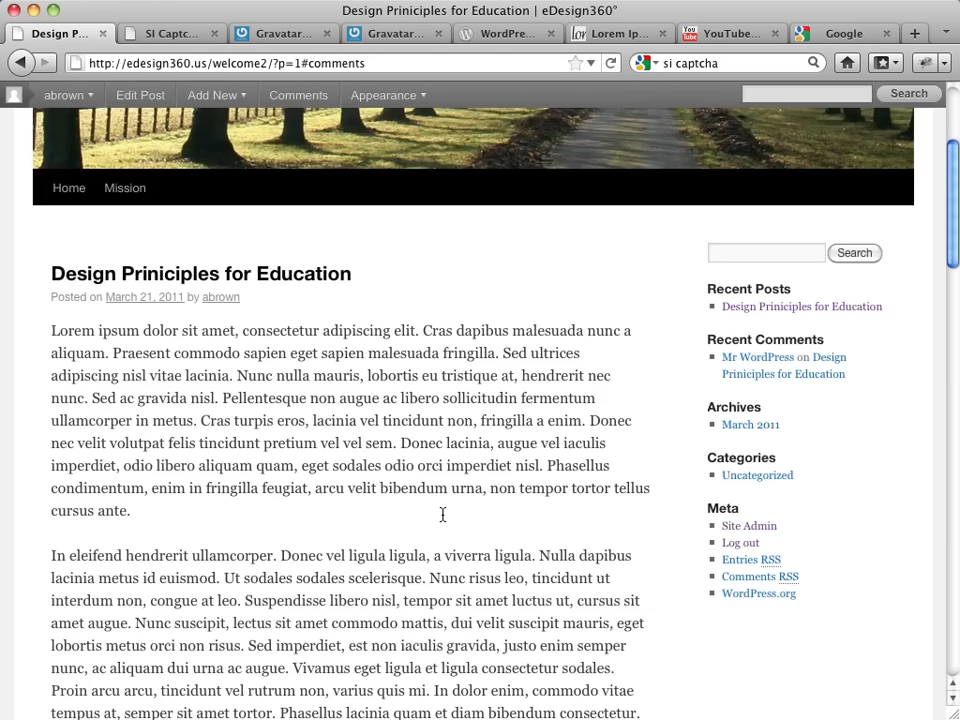 Design Priniciples for Education | eDesign360°
Design P...
SI Captc...
Gravatar...
Gravatar...
WordPre...
Lorem Ip...
YouTube...
Google
http://edesign360.us/welcome2/?p=1#comments
si captcha
abrown
Edit Post
Add New
Comments
Appearance
Search
Home
Mission
Design Priniciples for Education
Posted on March 21, 2011 by abrown
Lorem ipsum dolor sit amet, consectetur adipiscing elit. Cras dapibus malesuada nunc a
aliquam. Praesent commodo sapien eget sapien malesuada fringilla. Sed ultrices
adipiscing nisl vitae lacinia. Nunc nulla mauris, lobortis eu tristique at, hendrerit nec
nunc. Sed ac gravida nisl. Pellentesque non augue ac libero sollicitudin fermentum
ullamcorper in metus. Cras turpis eros, lacinia vel tincidunt non, fringilla a enim. Donec
nec velit volutpat felis tincidunt pretium vel vel sem. Donec lacinia, augue vel iaculis
imperdiet, odio libero aliquam quam, eget sodales odio orci imperdiet nisl. Phasellus
condimentum, enim in fringilla feugiat, arcu velit bibendum urna, non tempor tortor tellus
cursus ante.
In eleifend hendrerit ullamcorper. Donec vel ligula ligula, a viverra ligula. Nulla dapibus
lacinia metus id euismod. Ut sodales sodales scelerisque. Nunc risus leo, tincidunt ut
interdum non, congue at leo. Suspendisse libero nisl, tempor sit amet luctus ut, cursus sit
amet augue. Nunc suscipit, lectus sit amet commodo mattis, dui velit suscipit mauris, eget
lobortis metus orci non risus. Sed imperdiet, est non iaculis gravida, justo enim semper
nunc, ac aliquam dui urna ac augue. Vivamus eget ligula et ligula consectetur sodales.
Proin arcu arcu, tincidunt vel rutrum non, varius quis mi. In dolor enim, commodo vitae
tempus at, semper sit amet tortor. Phasellus lacinia quam et diam bibendum consectetur.
Search
Recent Posts
Design Priniciples for Education
Recent Comments
Mr WordPress on Design
Priniciples for Education
Archives
March 2011
Categories
Uncategorized
Meta
Site Admin
Log out
Entries RSS
Comments RSS
WordPress.org